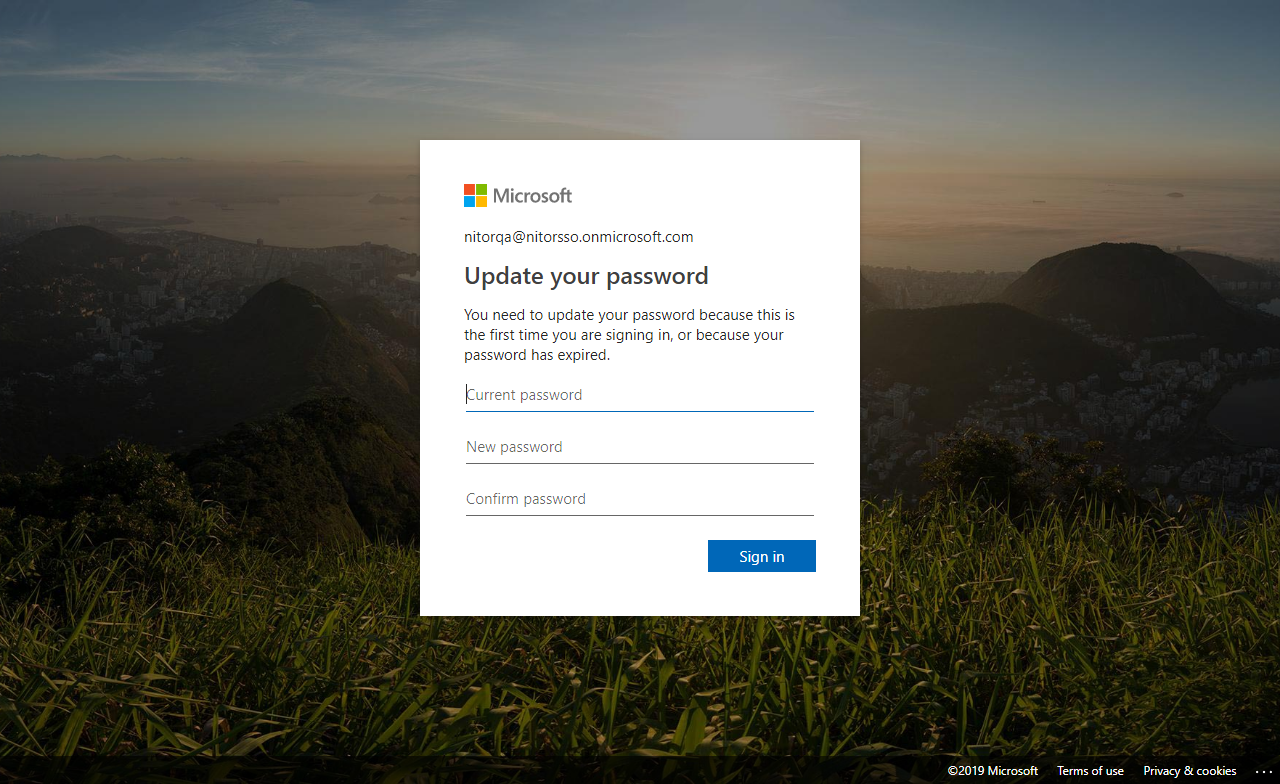 Microsoft
nitorqa@nitorsso.onmicrosoft.com
Update your password
You need to update your password because this is
the first time you are signing in, or because your
password has expired.
Current password
New password
Confirm password
Sign in
©2019 Microsoft Terms of use Privacy & cookies ...